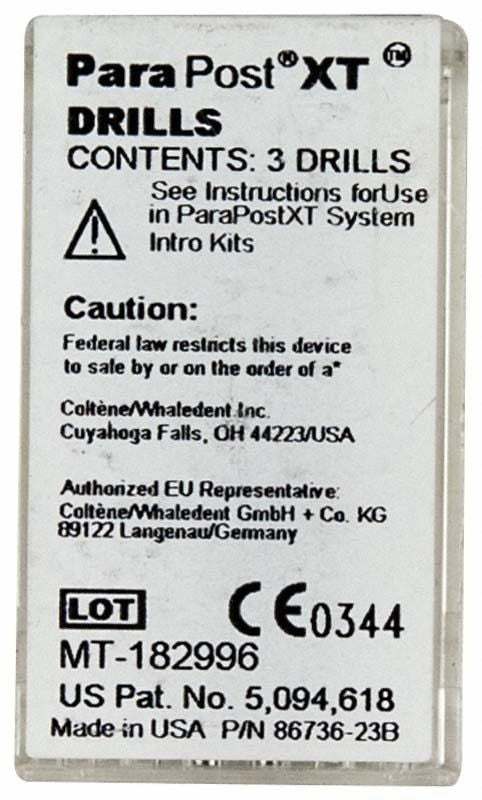 ParaPost®XT™
DRILLS
CONTENTS: 3 DRILLS
See Instructions forUse
in ParaPostXT System
Intro Kits
Caution:
Federal law restricts this device
to safe by or on the order of a*
Coltène/Whaledent Inc.
Cuyahoga Falls, OH 44223/USA
Authorized EU Representative:
Coltène/Whaledent GmbH + Co. KG
89122 Langenau/Germany
LOT CE0344
MT-182996
US Pat. No. 5,094,618
Made in USA P/N 86736-23B